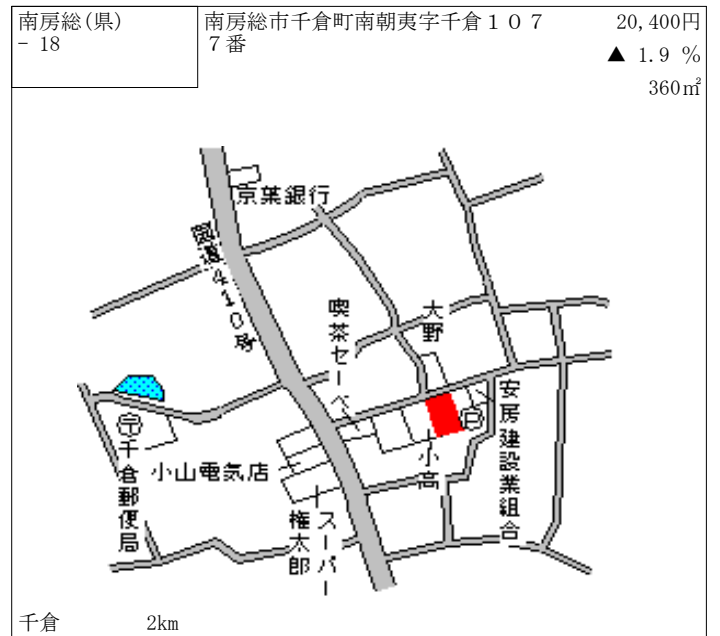 南房総(県)
- 18
南房総市千倉町南朝夷字千倉１０７
７番
20,400円
▲ 1.9 %
360㎡
京葉銀行
国道４１０号
喫茶セーベ
大野
〒
千倉郵便局
小山電気店
スーパー
権太郎
小高
安房建設業組合
千倉 2km